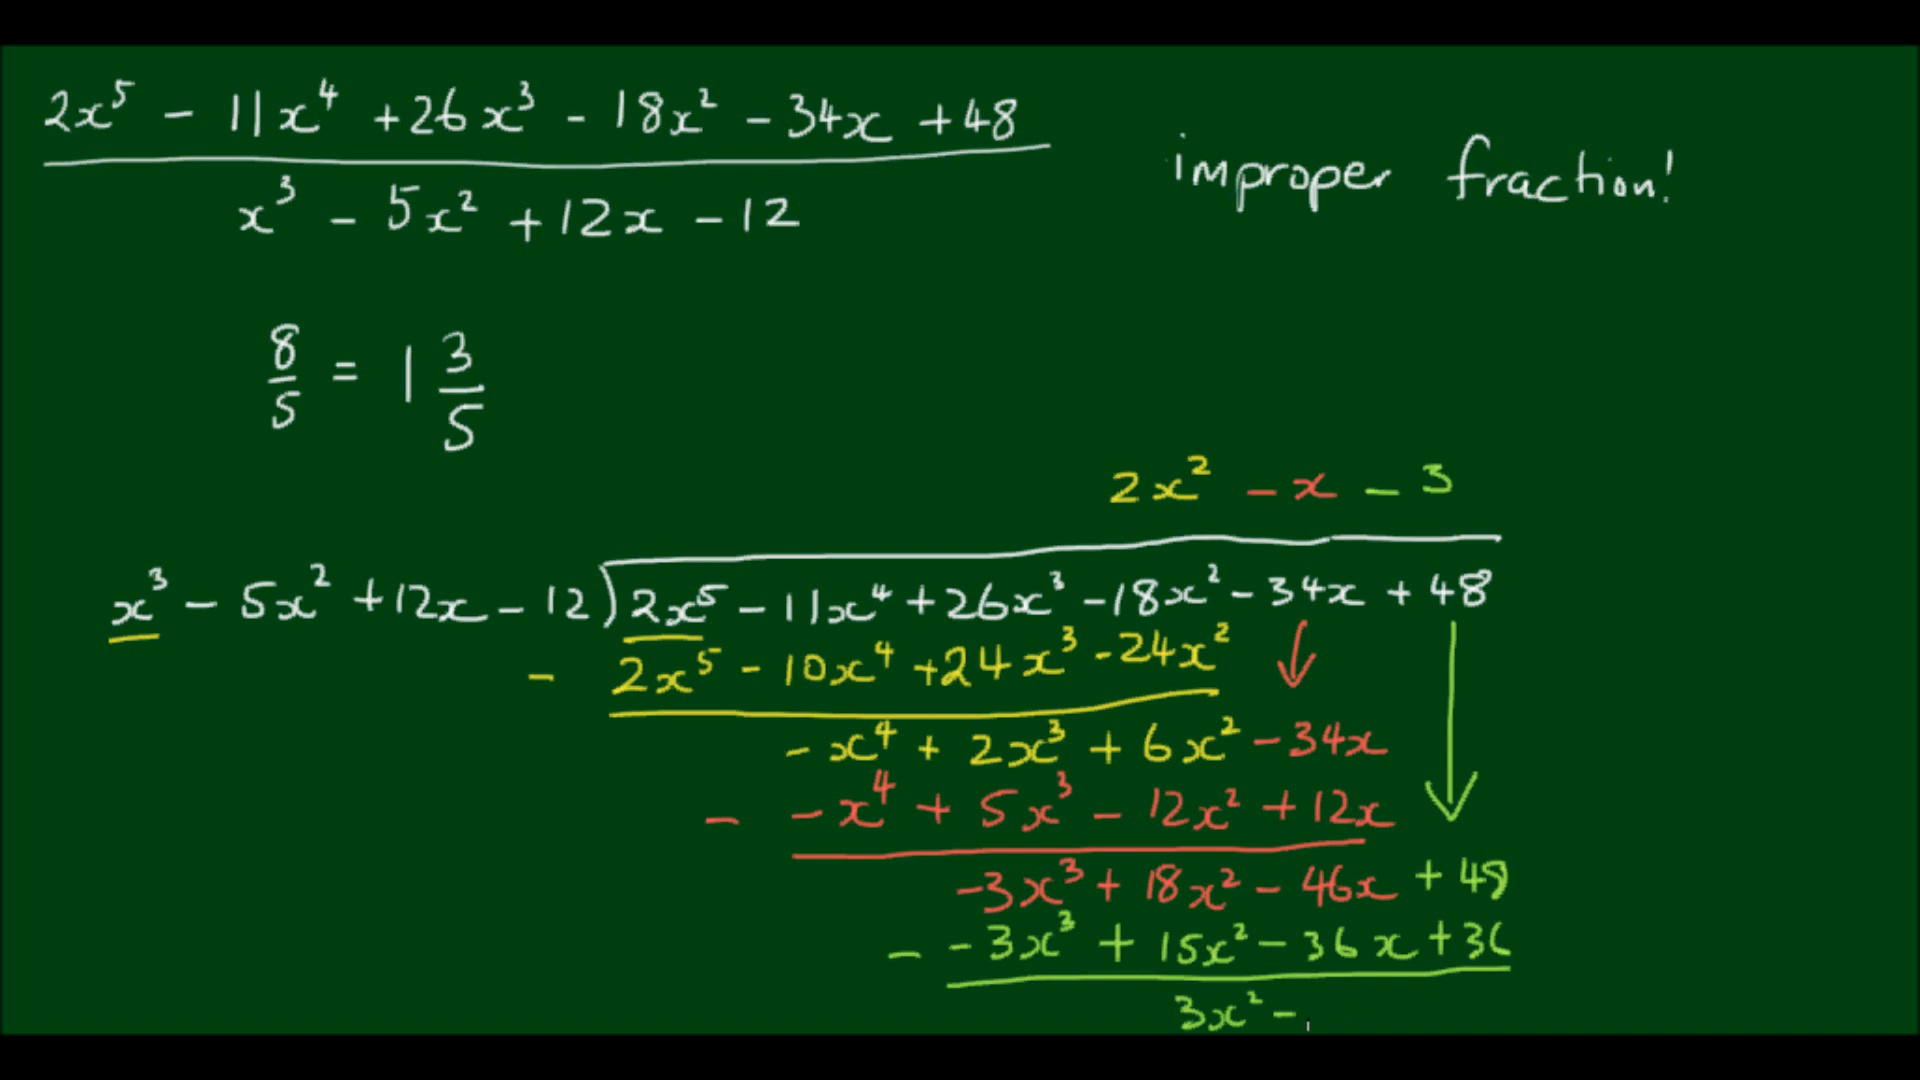 2x⁵ - 11x⁴ + 26x³ - 18x² - 34x + 48
x³ - 5x² + 12x - 12
improper fraction!
8/5 = 1 3/5
2x² - x - 3
x³ - 5x² + 12x - 12 ) 2x⁵ - 11x⁴ + 26x³ - 18x² - 34x + 48
- 2x⁵ - 10x⁴ + 24x³ - 24x²
- x⁴ + 2x³ + 6x² - 34x
- - x⁴ + 5x³ - 12x² + 12x
-3x³ + 18x² - 46x + 48
- - 3x³ + 15x² - 36x + 36
3x² -